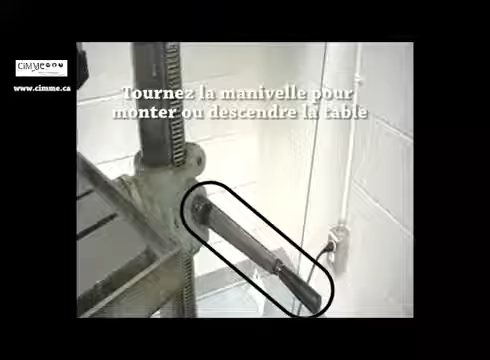 CiMMe
www.cimme.ca
Tournez la manivelle pour
monter ou descendre la table